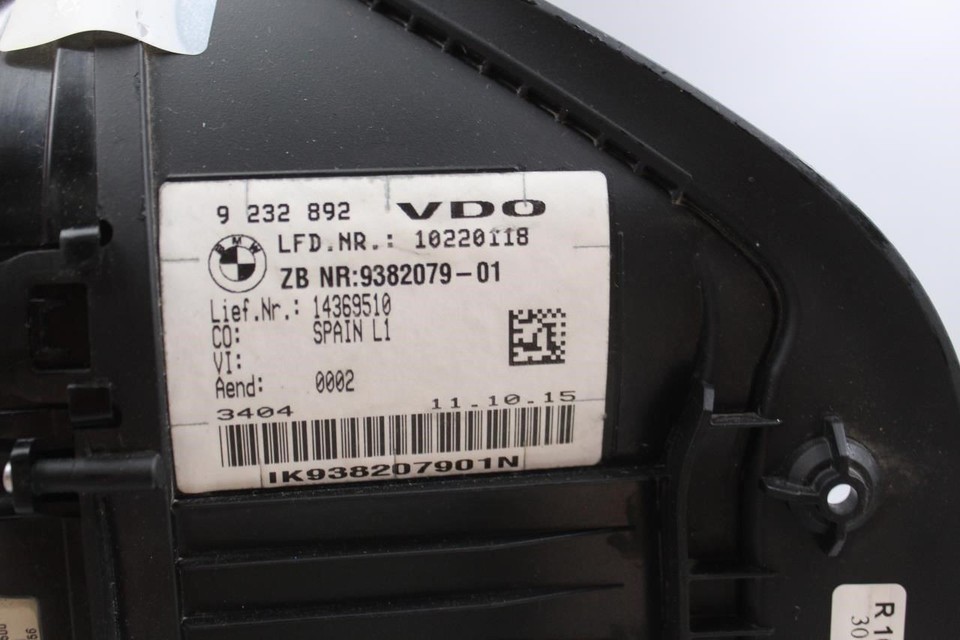 9 232 892 VDO
BMW
LFD.NR.: 10220118
ZB NR:9382079-01
Lief.Nr.: 14369510
CO: SPAIN L1
VI:
Aend: 0002
3404 11.10.15
IK938207901N